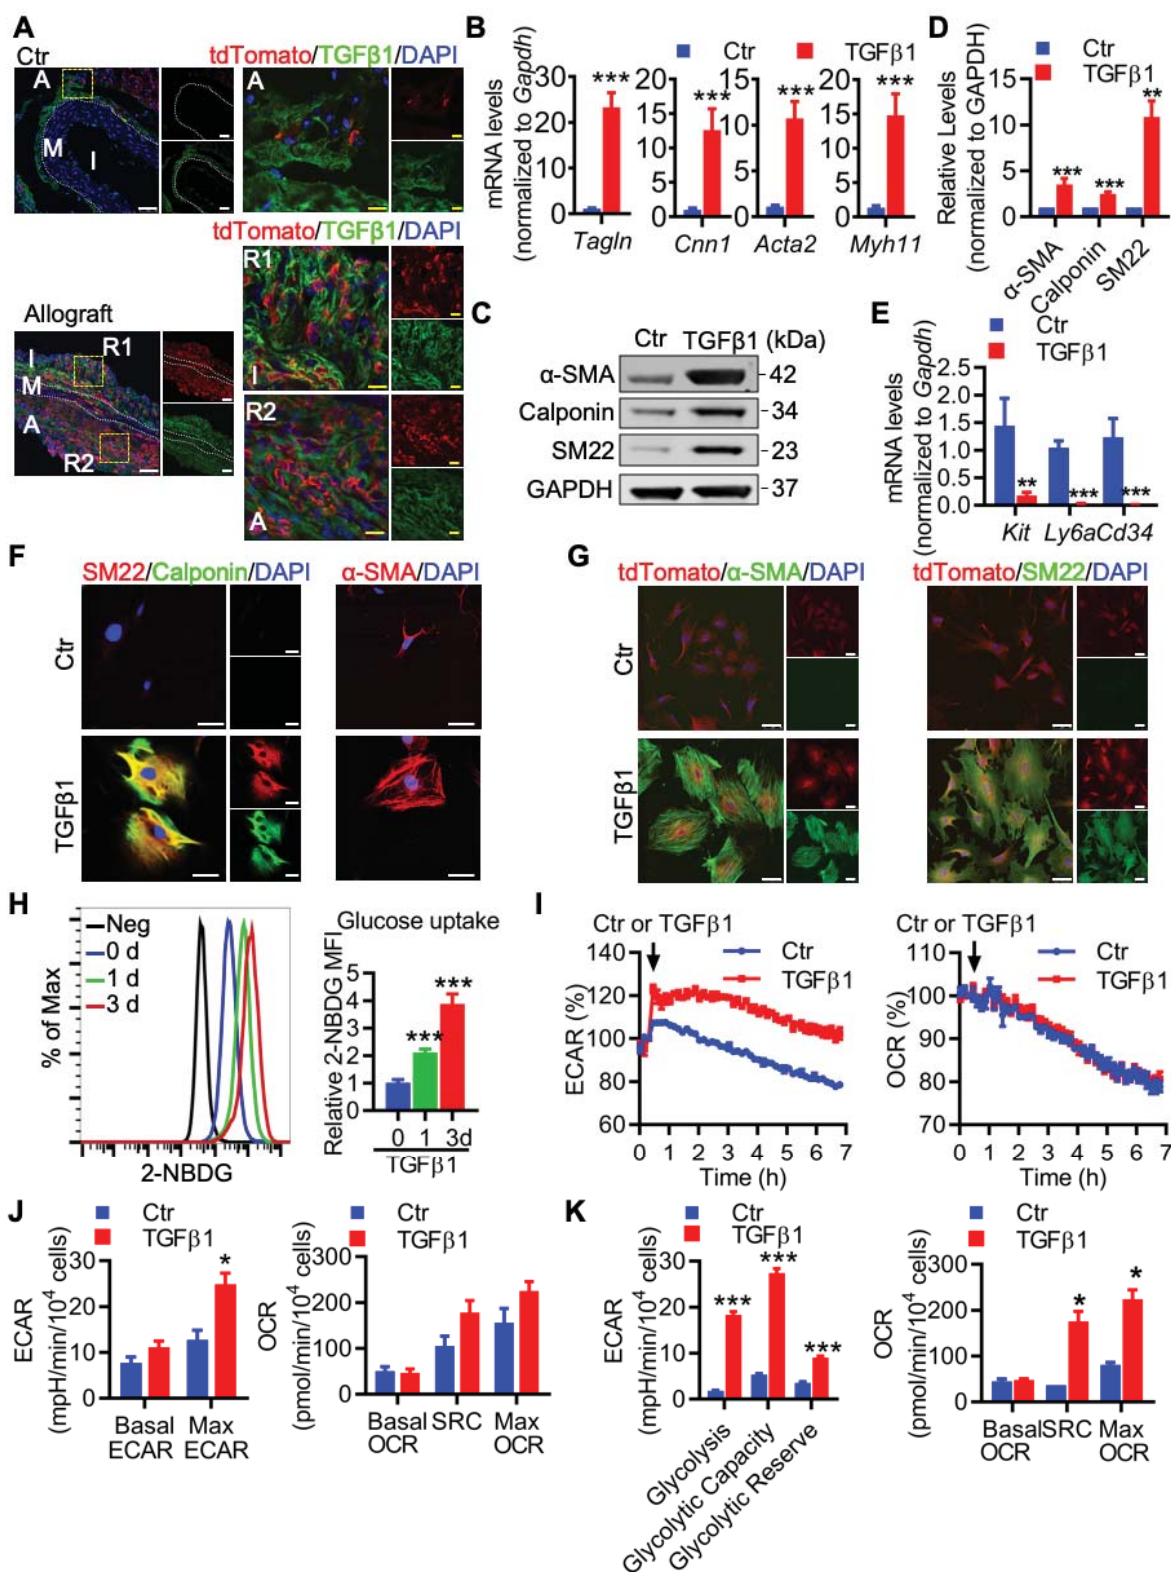 A
Ctr
tdTomato/TGFβ1/DAPI
A
M
I
A
tdTomato/TGFβ1/DAPI
R1
I
Allograft
I
R1
M
A
R2
R2
A
B
Ctr
TGFβ1
mRNA levels
(normalized to Gapdh)
30
20
10
0
***
Tagln
20
15
10
5
0
***
Cnn1
15
10
5
0
***
Acta2
20
15
10
5
0
***
Myh11
C
Ctr TGFβ1 (kDa)
α-SMA 42
Calponin 34
SM22 23
GAPDH 37
D
Ctr
TGFβ1
Relative Levels
(normalized to GAPDH)
15
10
5
0
***
***
**
α-SMA
Calponin
SM22
E
Ctr
TGFβ1
mRNA levels
(normalized to Gapdh)
2.5
2.0
1.5
1.0
0.5
0.0
**
***
***
Kit Ly6a Cd34
F
SM22/Calponin/DAPI
α-SMA/DAPI
Ctr
TGFβ1
G
tdTomato/α-SMA/DAPI
tdTomato/SM22/DAPI
Ctr
TGFβ1
H
Neg
0 d
1 d
3 d
% of Max
2-NBDG
Glucose uptake
Relative 2-NBDG MFI
5
4
3
2
1
0
***
***
0 1 3d
TGFβ1
I
Ctr or TGFβ1
Ctr
TGFβ1
ECAR (%)
140
120
100
80
60
0 1 2 3 4 5 6 7
Time (h)
Ctr or TGFβ1
Ctr
TGFβ1
OCR (%)
110
100
90
80
70
0 1 2 3 4 5 6 7
Time (h)
J
Ctr
TGFβ1
ECAR
(mpH/min/10⁴ cells)
30
20
10
0
*
Basal
ECAR
Max
ECAR
Ctr
TGFβ1
OCR
(pmol/min/10⁴ cells)
300
200
100
0
Basal
OCR
SRC
Max
OCR
K
Ctr
TGFβ1
ECAR
(mpH/min/10⁴ cells)
30
20
10
0
***
***
***
Glycolysis
Glycolytic Capacity
Glycolytic Reserve
Ctr
TGFβ1
OCR
(pmol/min/10⁴ cells)
300
200
100
0
*
*
Basal
OCR
SRC
Max
OCR